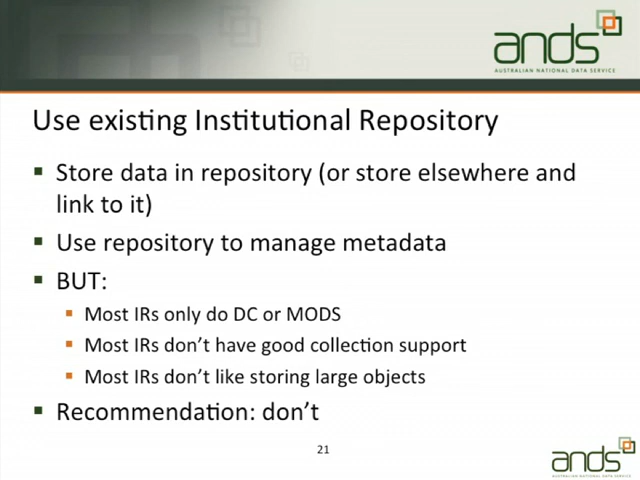 ands
AUSTRALIAN NATIONAL DATA SERVICE
Use existing Institutional Repository
Store data in repository (or store elsewhere and
link to it)
Use repository to manage metadata
BUT:
Most IRs only do DC or MODS
Most IRs don't have good collection support
Most IRs don't like storing large objects
Recommendation: don't
21
ands
AUSTRALIAN NATIONAL DATA SERVICE